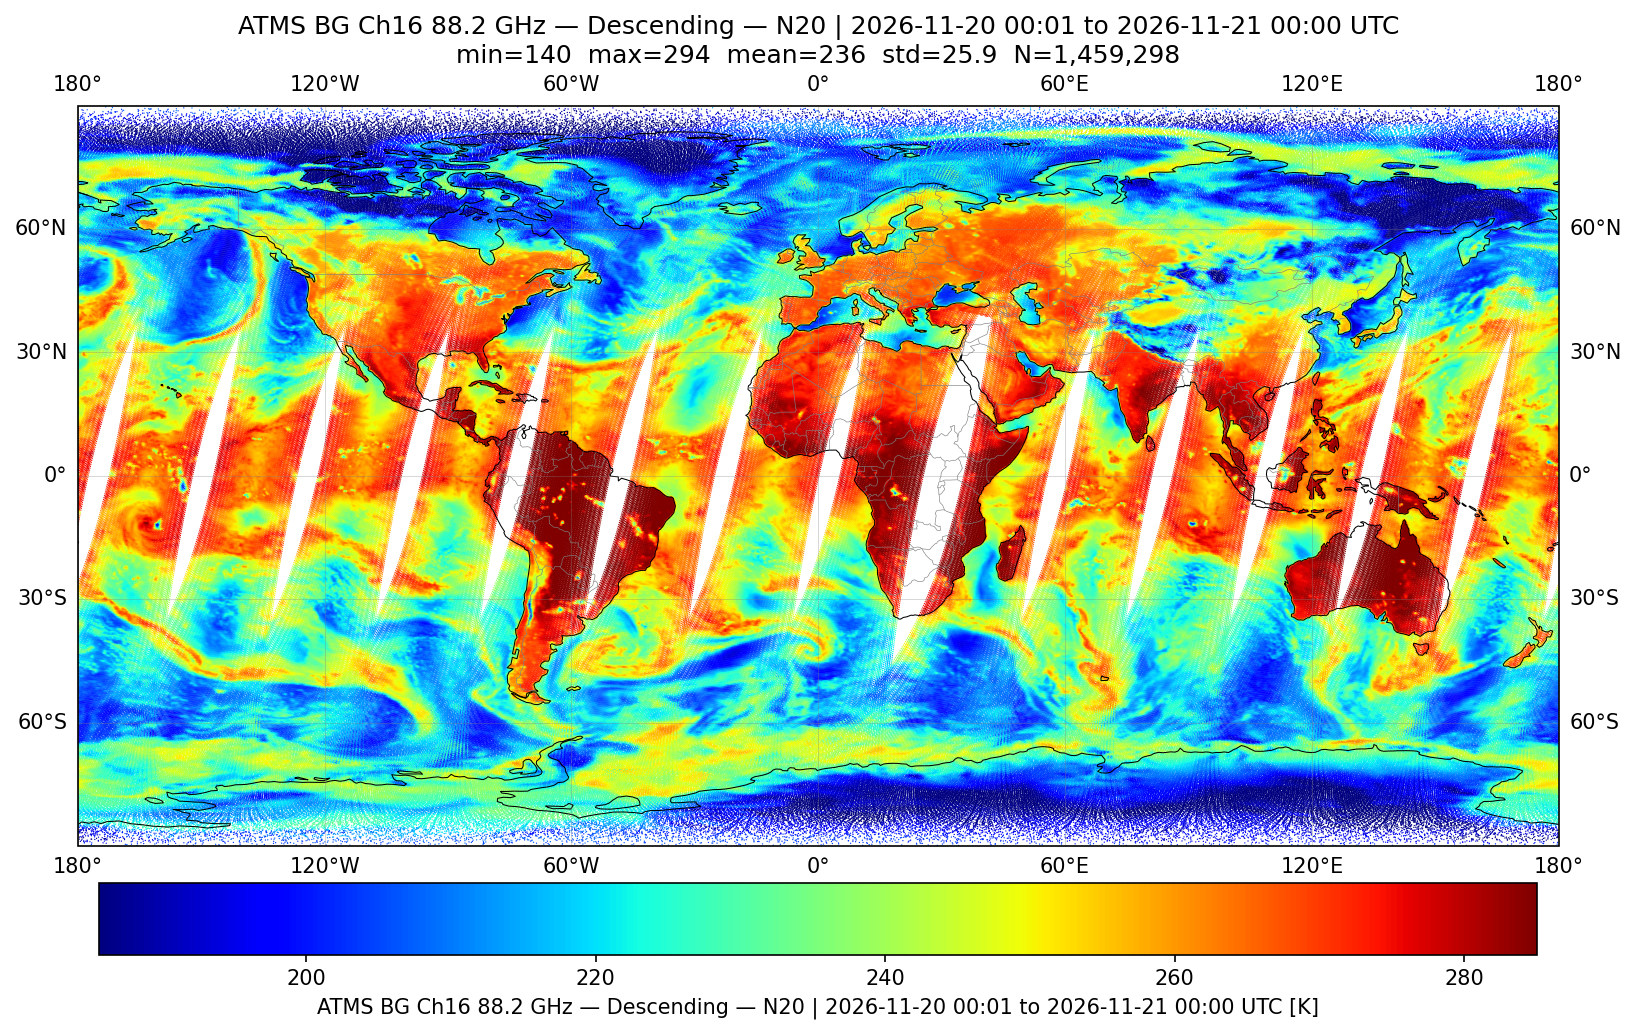 ATMS BG Ch16 88.2 GHz — Descending — N20 | 2026-11-20 00:01 to 2026-11-21 00:00 UTC
min=140  max=294  mean=236  std=25.9  N=1,459,298
180° 120°W 60°W 0° 60°E 120°E 180°
60°N 60°N
30°N 30°N
0° 0°
30°S 30°S
60°S 60°S
180° 120°W 60°W 0° 60°E 120°E 180°
200 220 240 260 280
ATMS BG Ch16 88.2 GHz — Descending — N20 | 2026-11-20 00:01 to 2026-11-21 00:00 UTC [K]